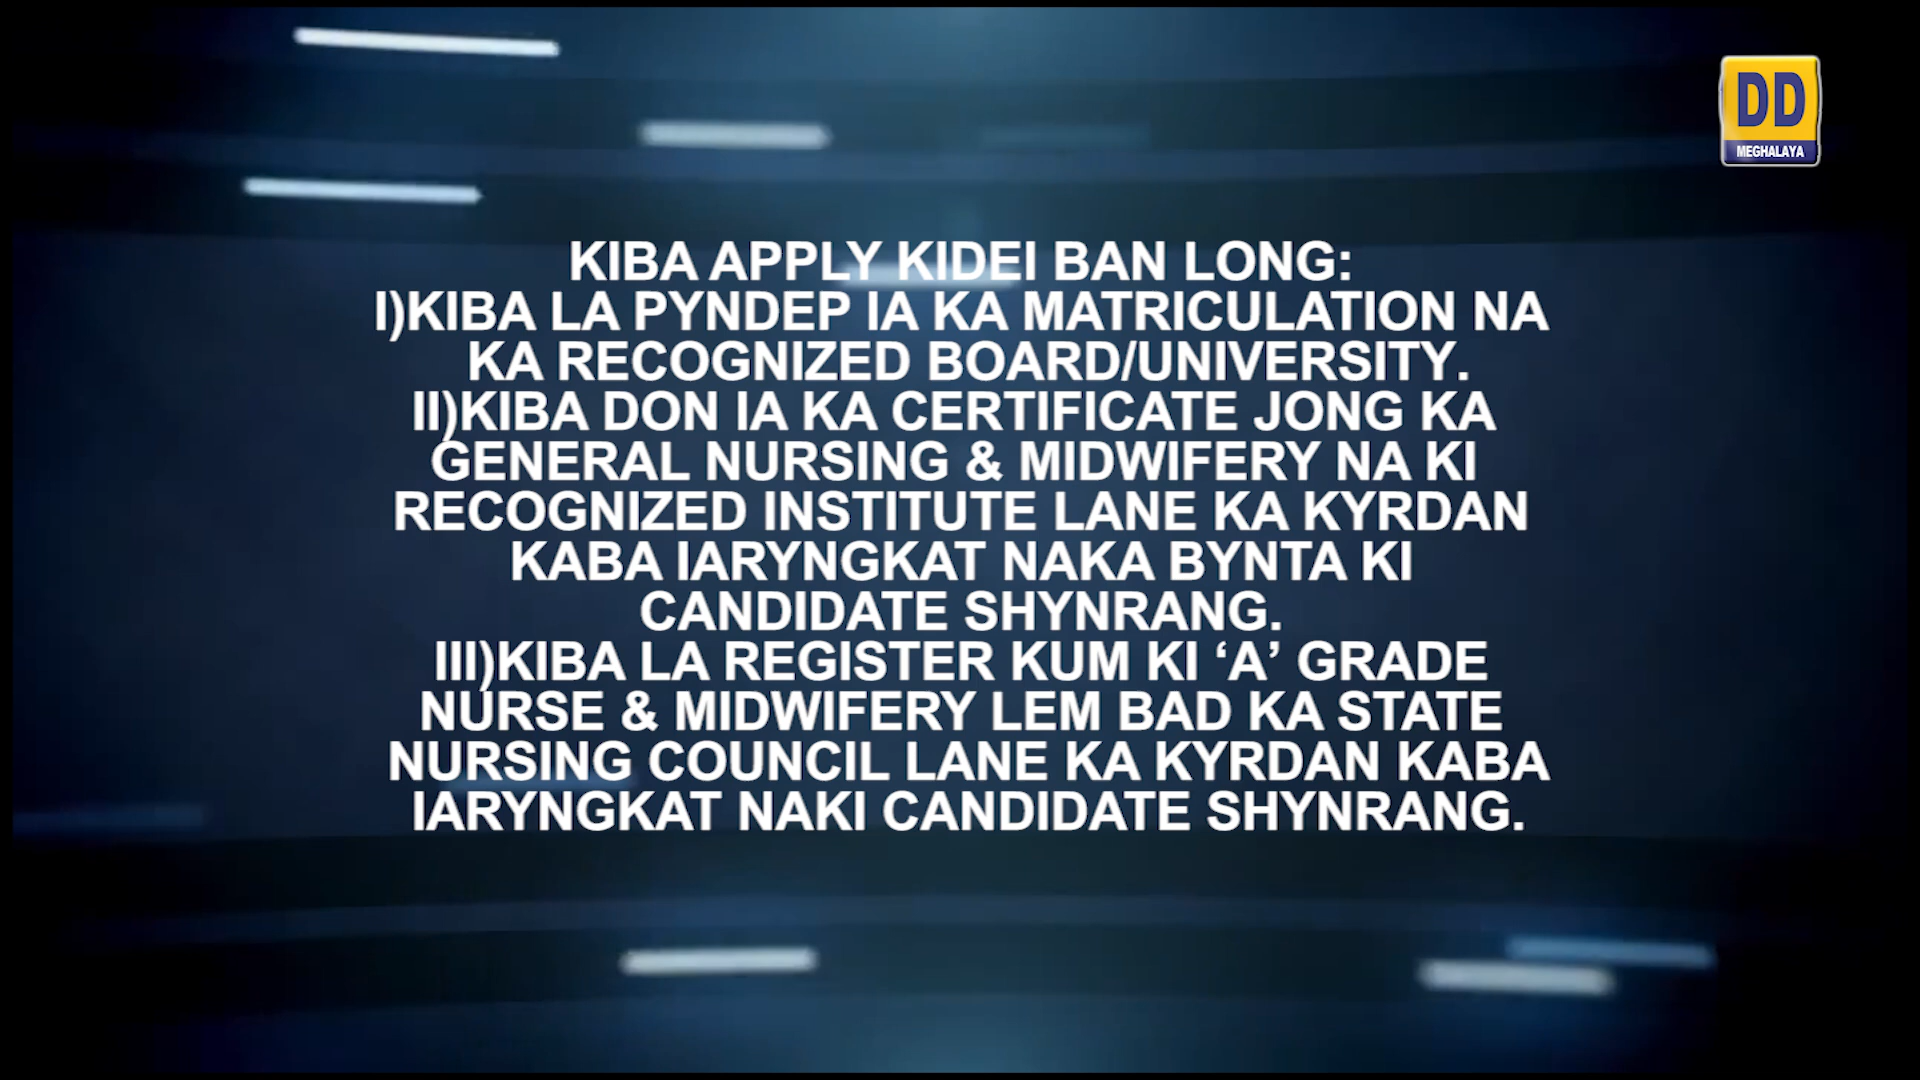 DD
MEGHALAYA
KIBA APPLY KIDEI BAN LONG:
I)KIBA LA PYNDEP IA KA MATRICULATION NA
KA RECOGNIZED BOARD/UNIVERSITY.
II)KIBA DON IA KA CERTIFICATE JONG KA
GENERAL NURSING & MIDWIFERY NA KI
RECOGNIZED INSTITUTE LANE KA KYRDAN
KABA IARYNGKAT NAKA BYNTA KI
CANDIDATE SHYNRANG.
III)KIBA LA REGISTER KUM KI ‘A’ GRADE
NURSE & MIDWIFERY LEM BAD KA STATE
NURSING COUNCIL LANE KA KYRDAN KABA
IARYNGKAT NAKI CANDIDATE SHYNRANG.